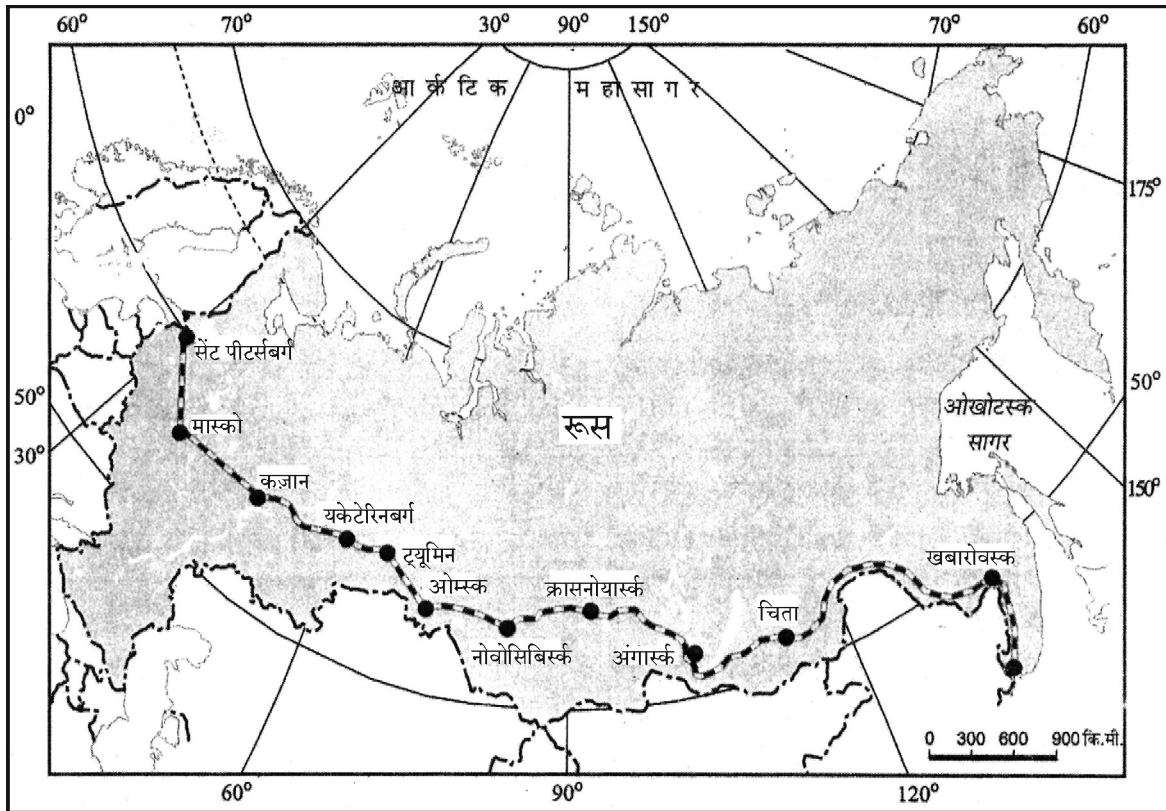 60° 70° 30° 90° 150° 70° 60°
आर्कटिक महासागर
0°
175°
सेंट पीटर्सबर्ग
50°
50°
मास्को
रूस
ओखोटस्क
सागर
30°
150°
कज़ान
यकेटेरिनबर्ग
ट्यूमिन
खबारोवस्क
ओम्स्क
क्रासनोयार्स्क
चिता
नोवोसिबिर्स्क
अंगार्स्क
0 300 600 900 कि.मी.
60° 90° 120°